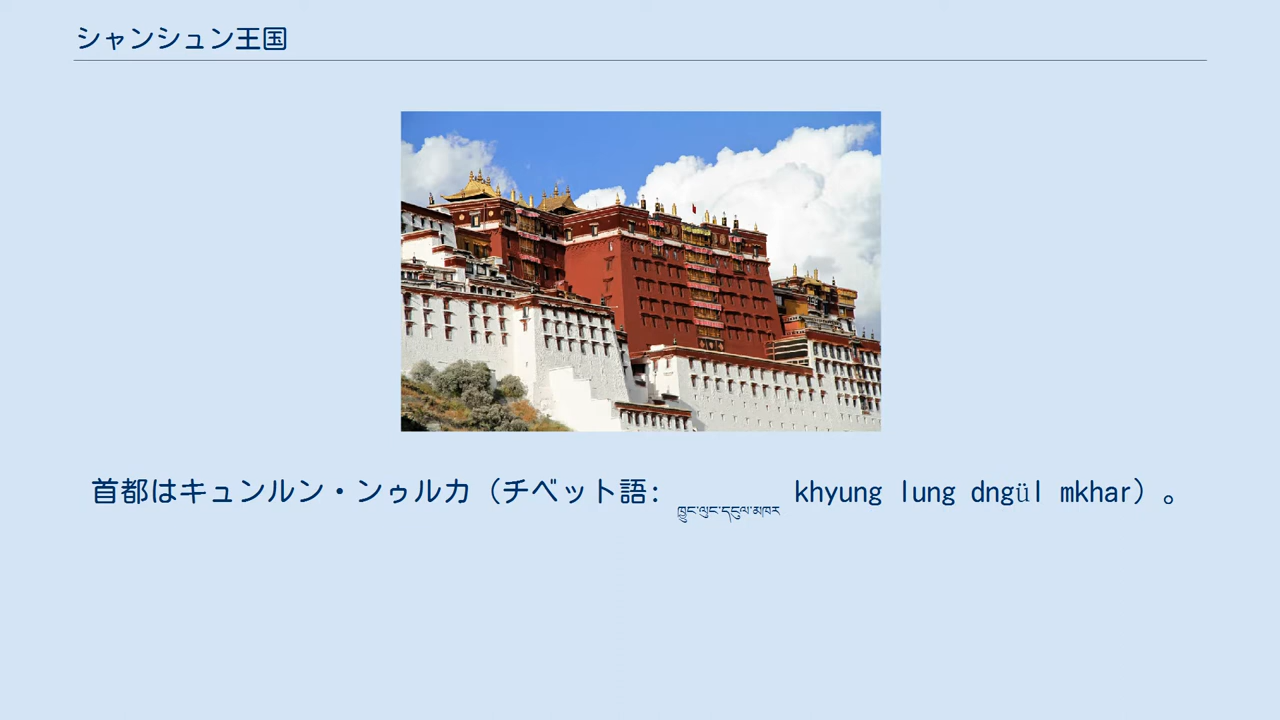 シャンシュン王国
首都はキュンルン・ンゥルカ（チベット語: ཁྱུང་ལུང་དངུལ་མཁར khyung lung dngül mkhar）。